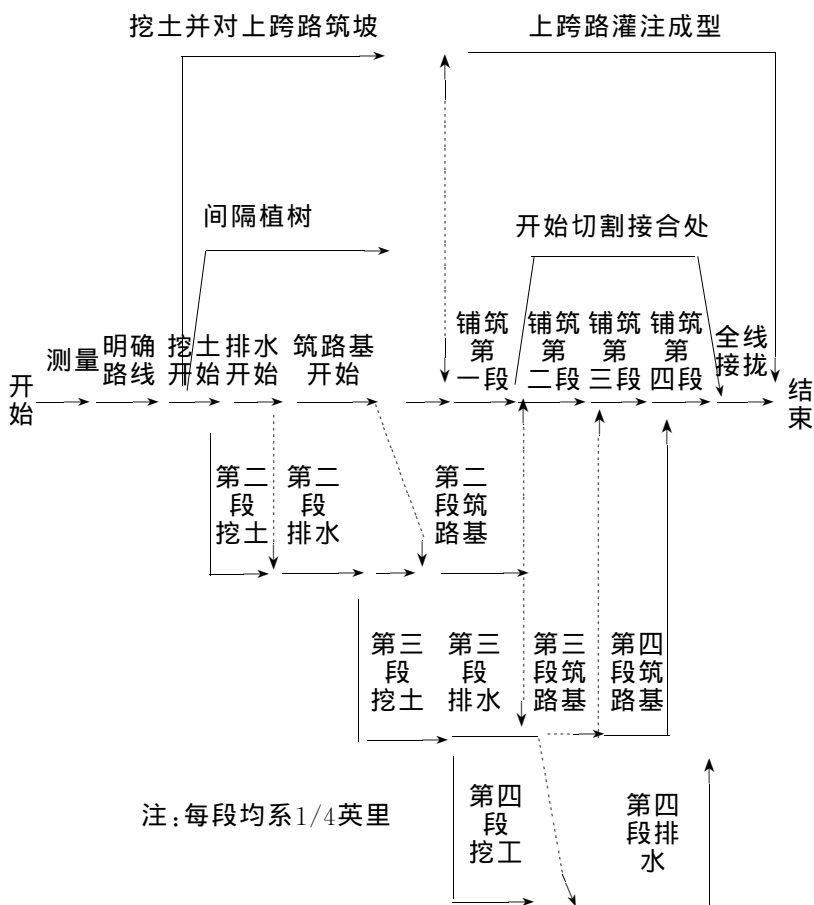 挖土并对上跨路筑坡
上跨路灌注成型
间隔植树
开始切割接合处
开
始
测量
明确
路线
挖土
开始
排水
开始
筑路基
开始
铺筑
第
一段
铺筑
第
二段
铺筑
第
三段
铺筑
第
四段
全线
接拢
结
束
第二
段
挖土
第二
段
排水
第二
段筑
路基
第三
段
挖土
第三
段
排水
第三
段筑
路基
第四
段筑
路基
注:每段均系1/4英里
第四
段
挖工
第四
段排
水